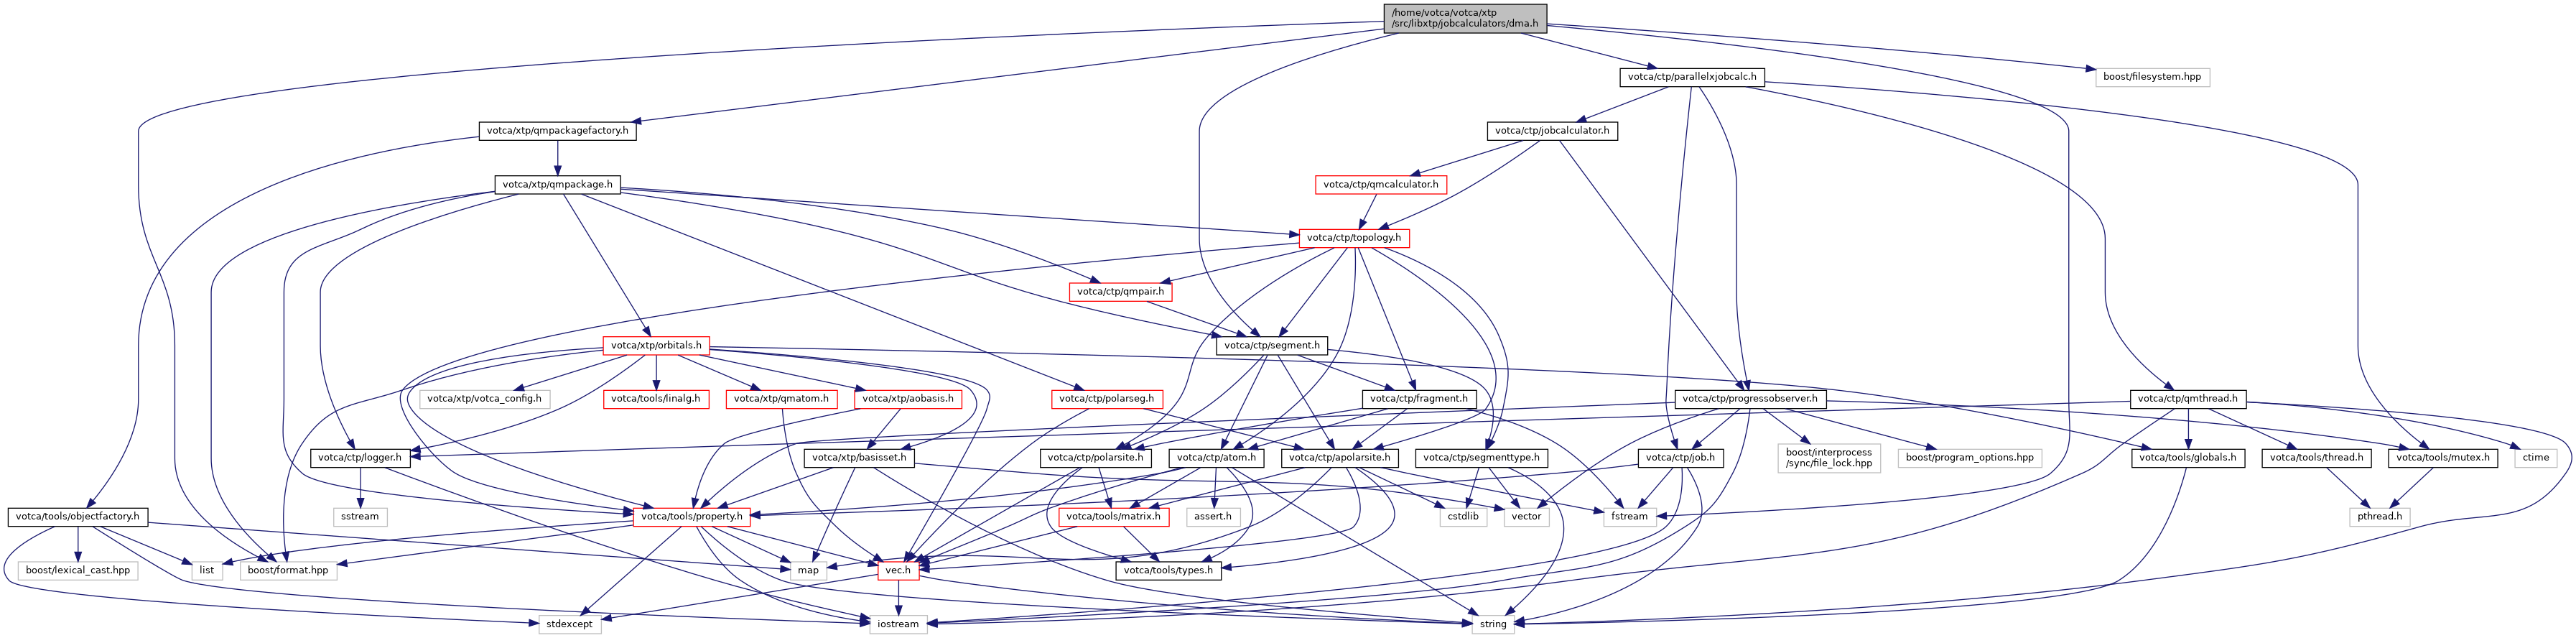 /home/votca/votca/xtp
/src/libxtp/jobcalculators/dma.h
votca/ctp/parallelxjobcalc.h
boost/filesystem.hpp
votca/xtp/qmpackagefactory.h
votca/ctp/jobcalculator.h
votca/xtp/qmpackage.h
votca/ctp/qmcalculator.h
votca/ctp/topology.h
votca/ctp/qmpair.h
votca/xtp/orbitals.h
votca/ctp/segment.h
votca/xtp/votca_config.h
votca/tools/linalg.h
votca/xtp/qmatom.h
votca/xtp/aobasis.h
votca/ctp/polarseg.h
votca/ctp/fragment.h
votca/ctp/progressobserver.h
votca/ctp/qmthread.h
votca/ctp/logger.h
votca/xtp/basisset.h
votca/ctp/polarsite.h
votca/ctp/atom.h
votca/ctp/apolarsite.h
votca/ctp/segmenttype.h
votca/ctp/job.h
boost/interprocess
/sync/file_lock.hpp
boost/program_options.hpp
votca/tools/globals.h
votca/tools/thread.h
votca/tools/mutex.h
ctime
votca/tools/objectfactory.h
sstream
votca/tools/property.h
votca/tools/matrix.h
assert.h
cstdlib
vector
fstream
pthread.h
boost/lexical_cast.hpp
list
boost/format.hpp
map
vec.h
votca/tools/types.h
stdexcept
iostream
string